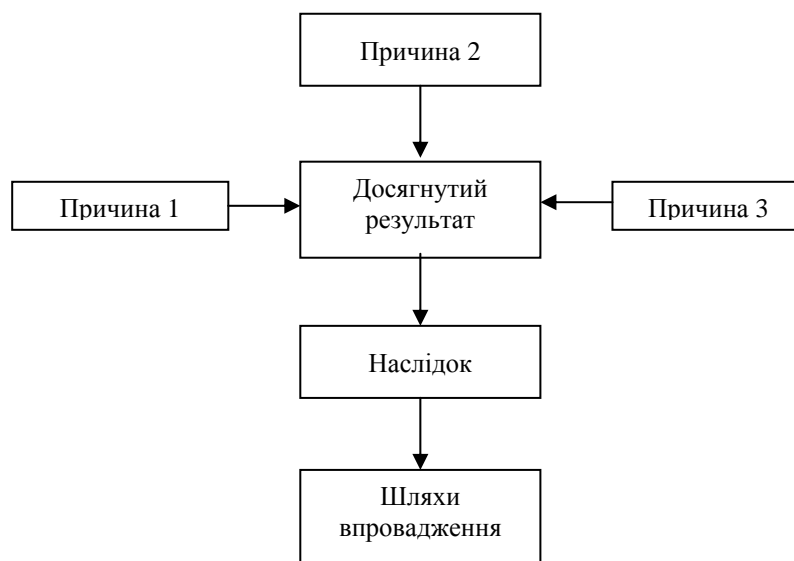 Причина 2
Причина 1
Досягнутий
результат
Причина 3
Наслідок
Шляхи
впровадження